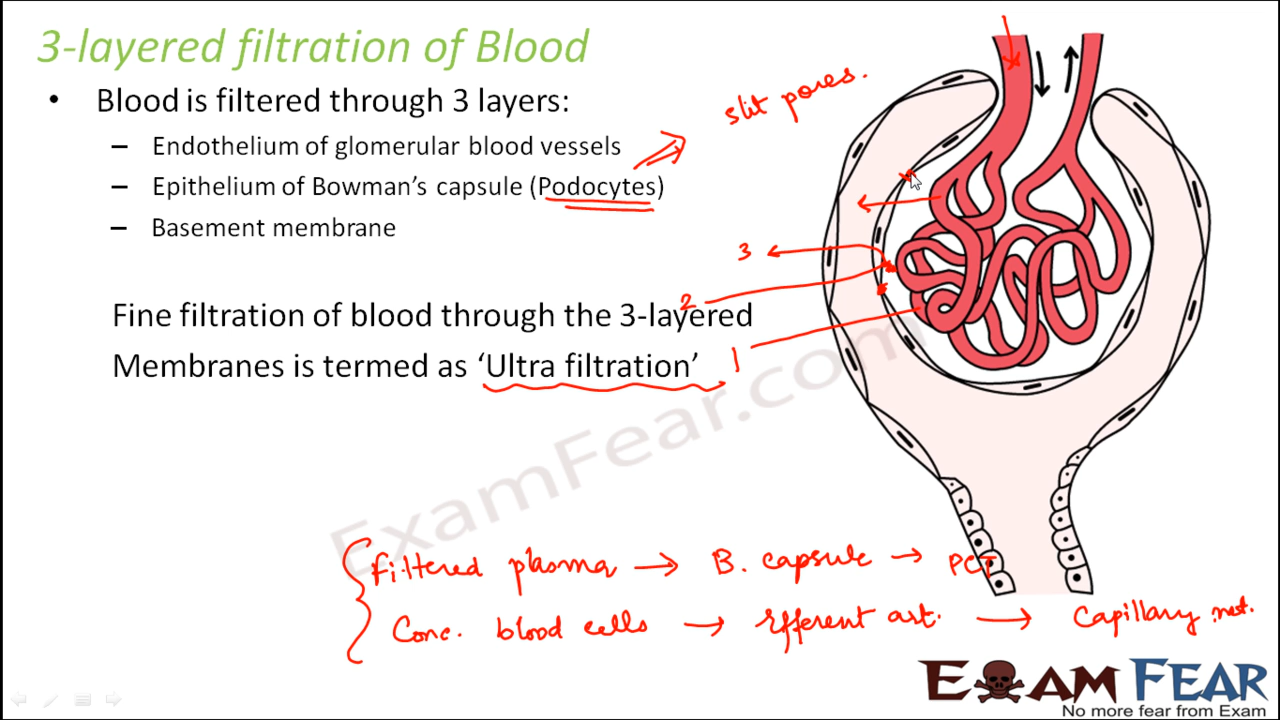 3-layered filtration of Blood
• Blood is filtered through 3 layers:
– Endothelium of glomerular blood vessels
– Epithelium of Bowman's capsule (Podocytes)
– Basement membrane
slit pores.
3
2
1
Fine filtration of blood through the 3-layered
Membranes is termed as 'Ultra filtration'
ExamFear.com
Filtered plasma → B. capsule → PCT
Conc. blood cells → Efferent art. → Capillary net.
EXAM FEAR
No more fear from Exam